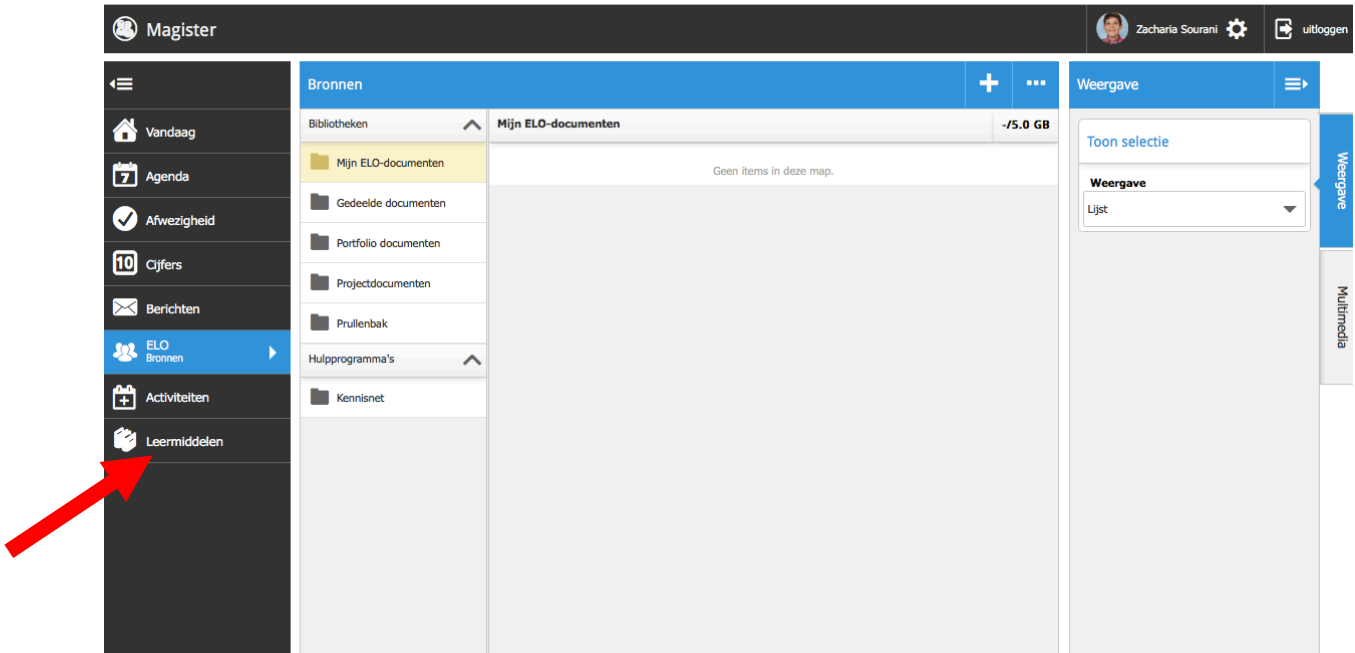 Magister
Zacharia Sourani
uitloggen
Vandaag
7
Agenda
Afwezigheid
10
Cijfers
Berichten
ELO
Bronnen
Activiteiten
Leermiddelen
Bronnen
Bibliotheken
Mijn ELO-documenten
Gedeelde documenten
Portfolio documenten
Projectdocumenten
Prullenbak
Hulpprogramma's
Kennisnet
Mijn ELO-documenten
-/5.0 GB
Geen items in deze map.
Weergave
Toon selectie
Weergave
Lijst
Weergave
Multimedia